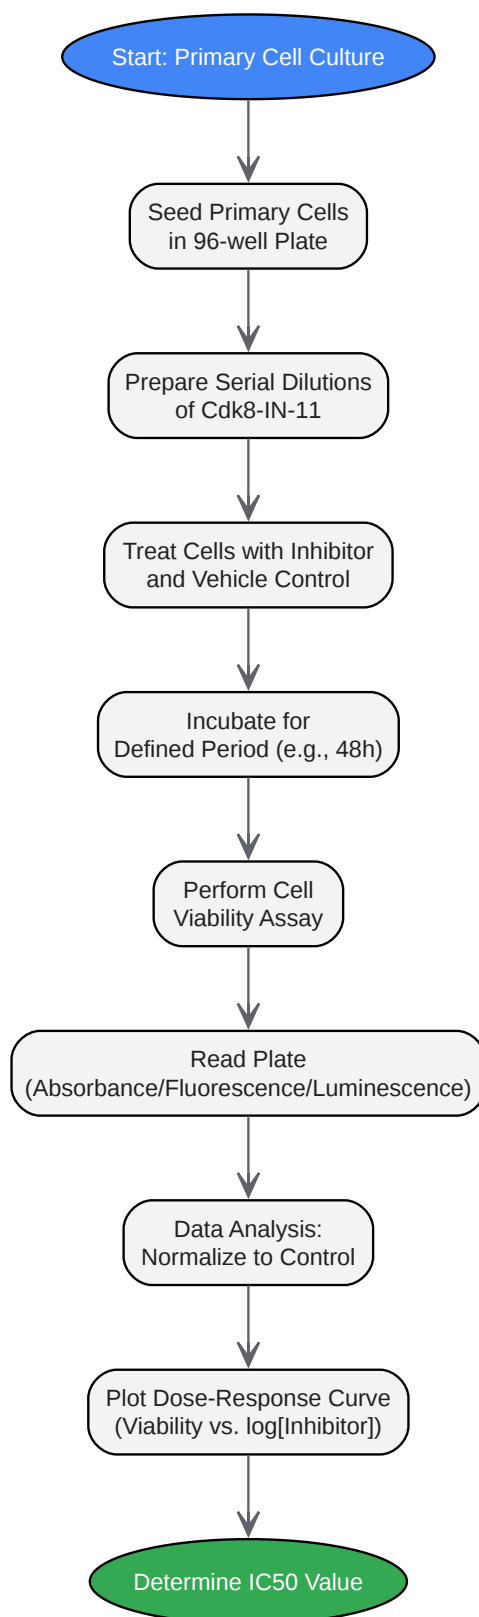 Start: Primary Cell Culture
Seed Primary Cells
in 96-well Plate
Prepare Serial Dilutions
of Cdk8-IN-11
Treat Cells with Inhibitor
and Vehicle Control
Incubate for
Defined Period (e.g., 48h)
Perform Cell
Viability Assay
Read Plate
(Absorbance/Fluorescence/Luminescence)
Data Analysis:
Normalize to Control
Plot Dose-Response Curve
(Viability vs. log[Inhibitor])
Determine IC50 Value